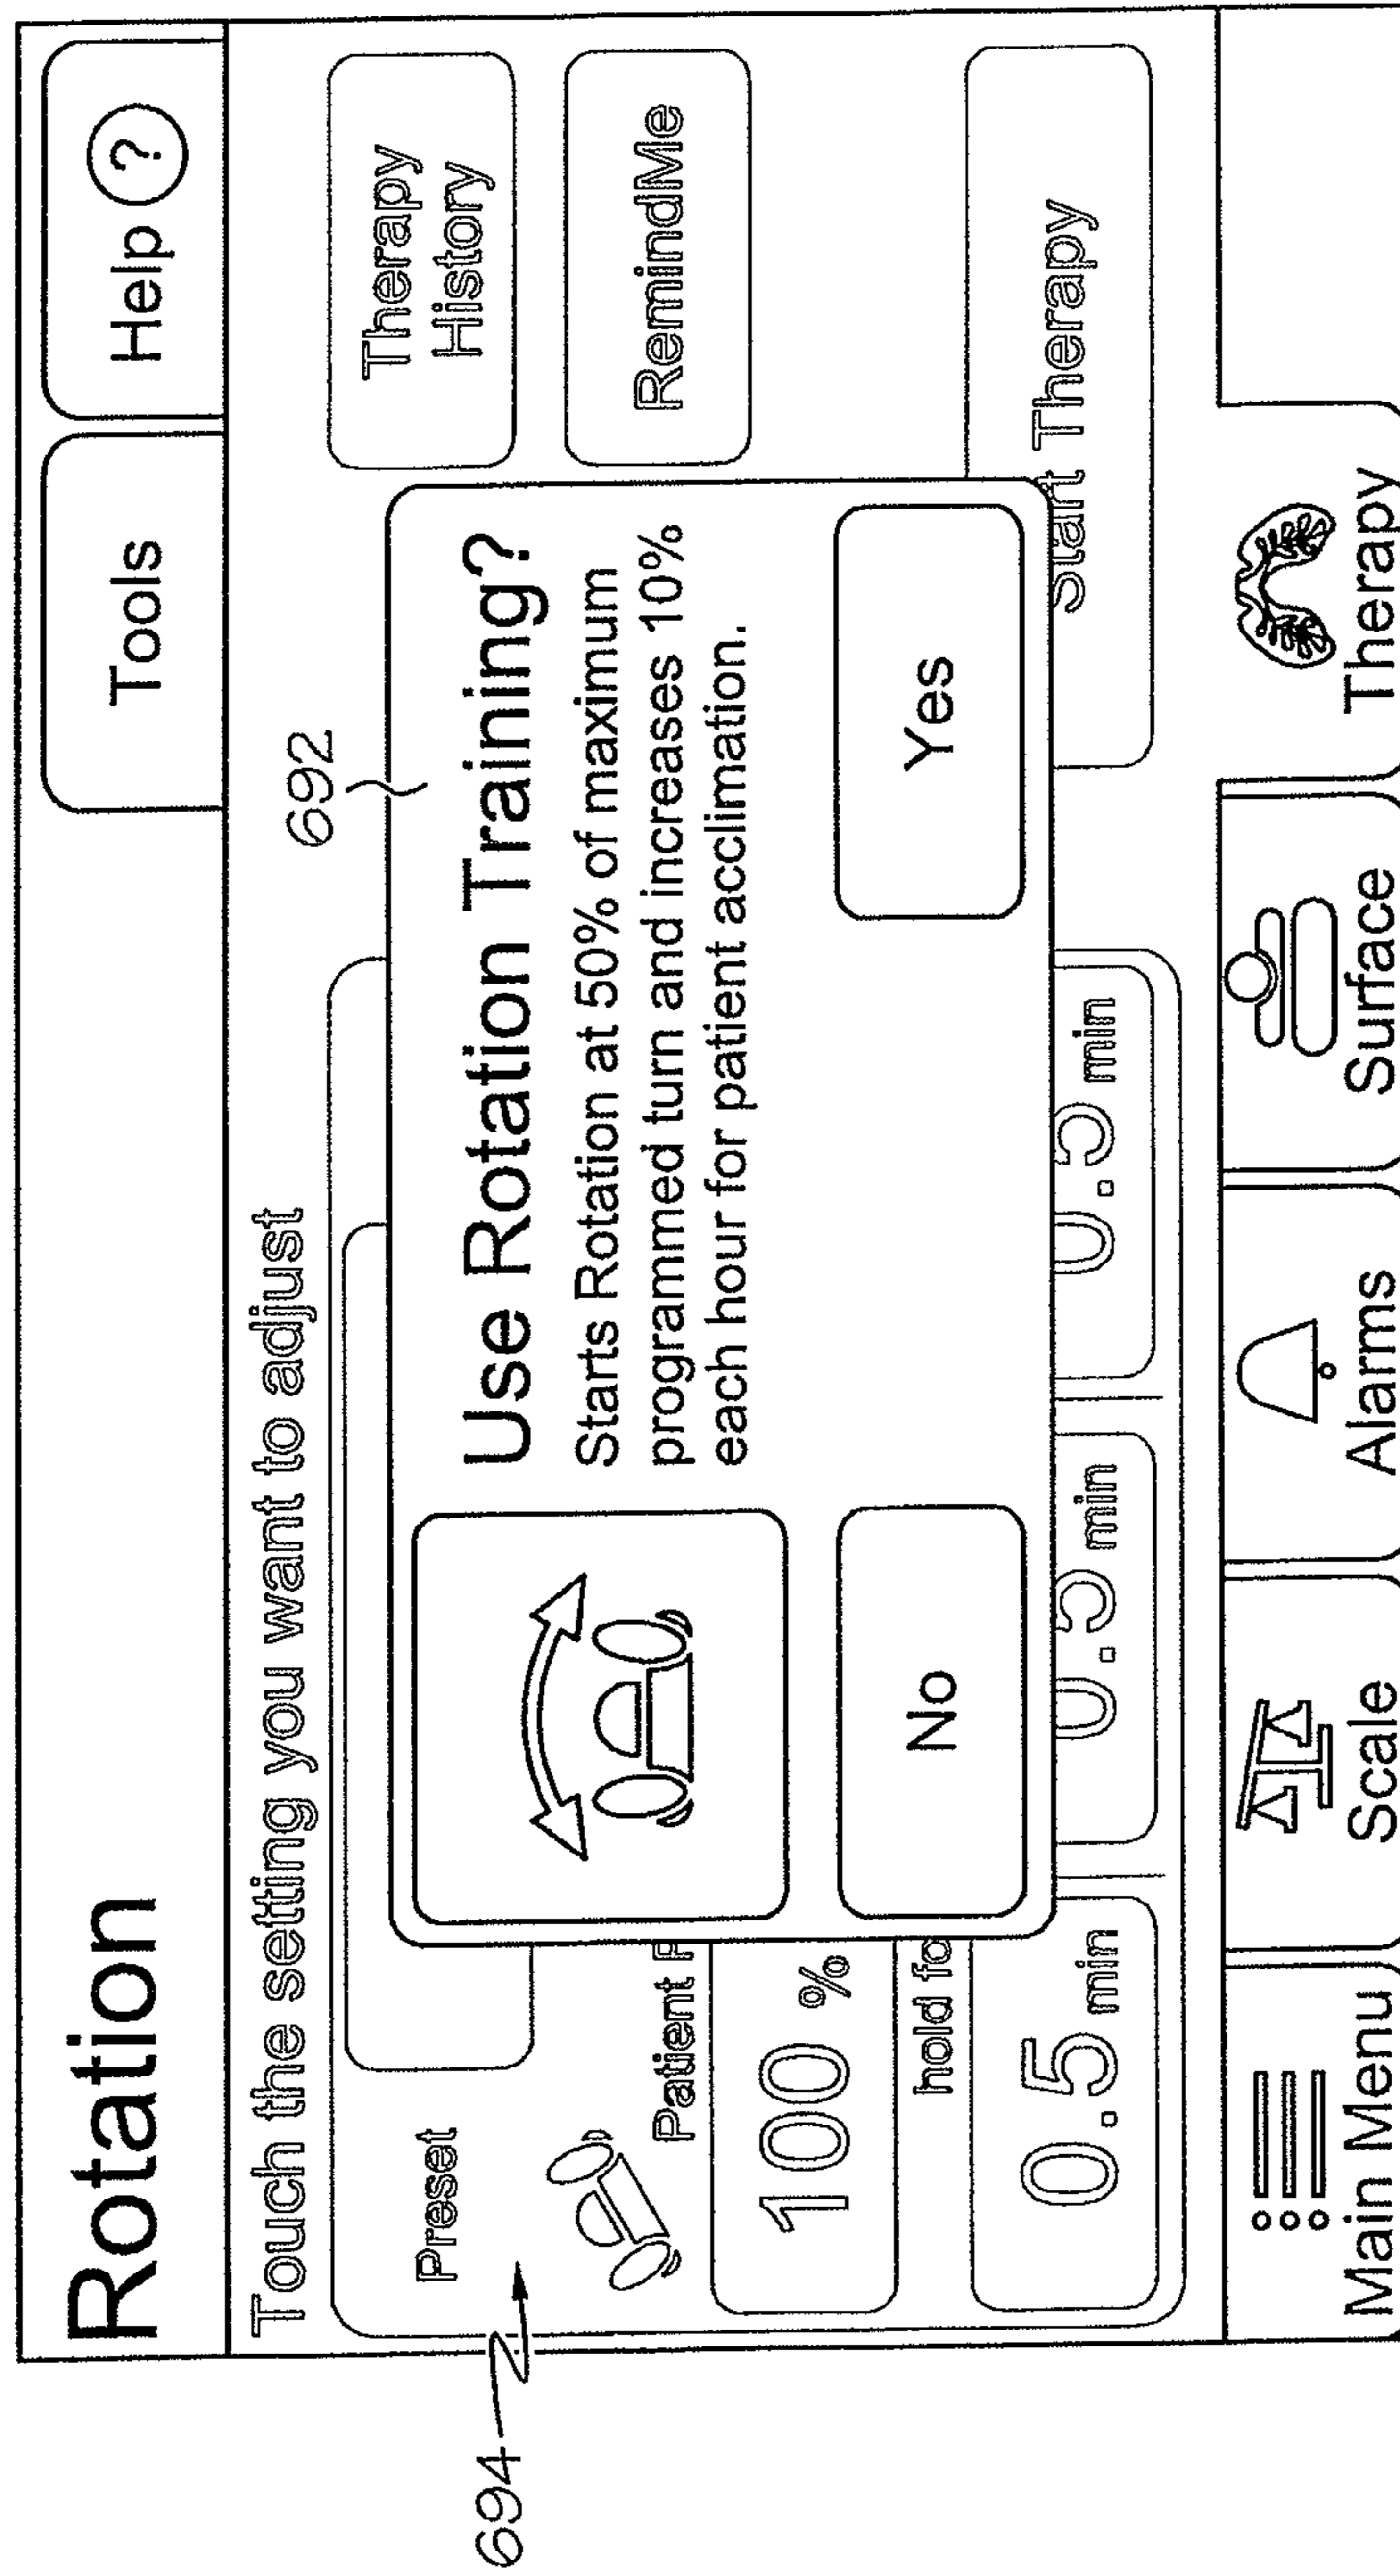 Rotation
Tools
Help ?
Touch the setting you want to adjust
692
694
Preset
Therapy
History
RemindMe
Use Rotation Training?
Starts Rotation at 50% of maximum
programmed turn and increases 10%
each hour for patient acclimation.
No
Yes
Patient
100 %
hold
0.5 min
0.5 min
0.5 min
Start Therapy
Main Menu
Scale
Alarms
Surface
Therapy